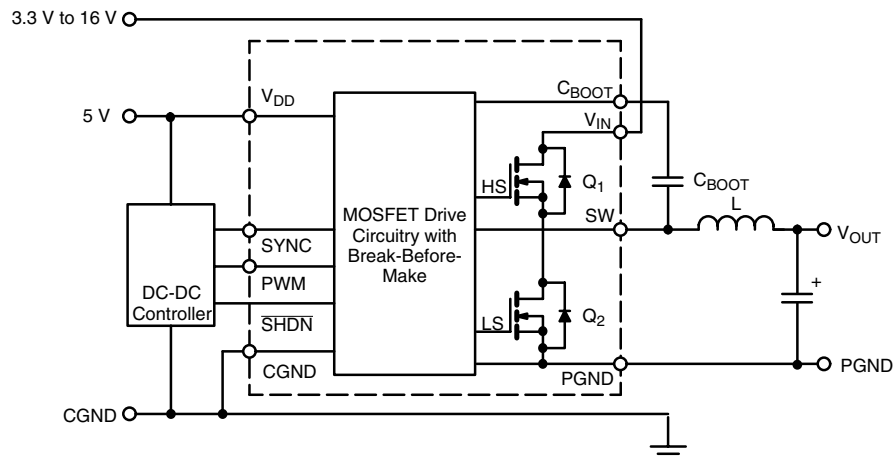 3.3 V to 16 V
5 V
VDD
CBOOT
VIN
HS
Q1
CBOOT
SW
L
VOUT
MOSFET Drive
Circuitry with
Break-Before-
Make
SYNC
PWM
DC-DC
Controller
SHDN
LS
Q2
+
CGND
PGND
PGND
CGND